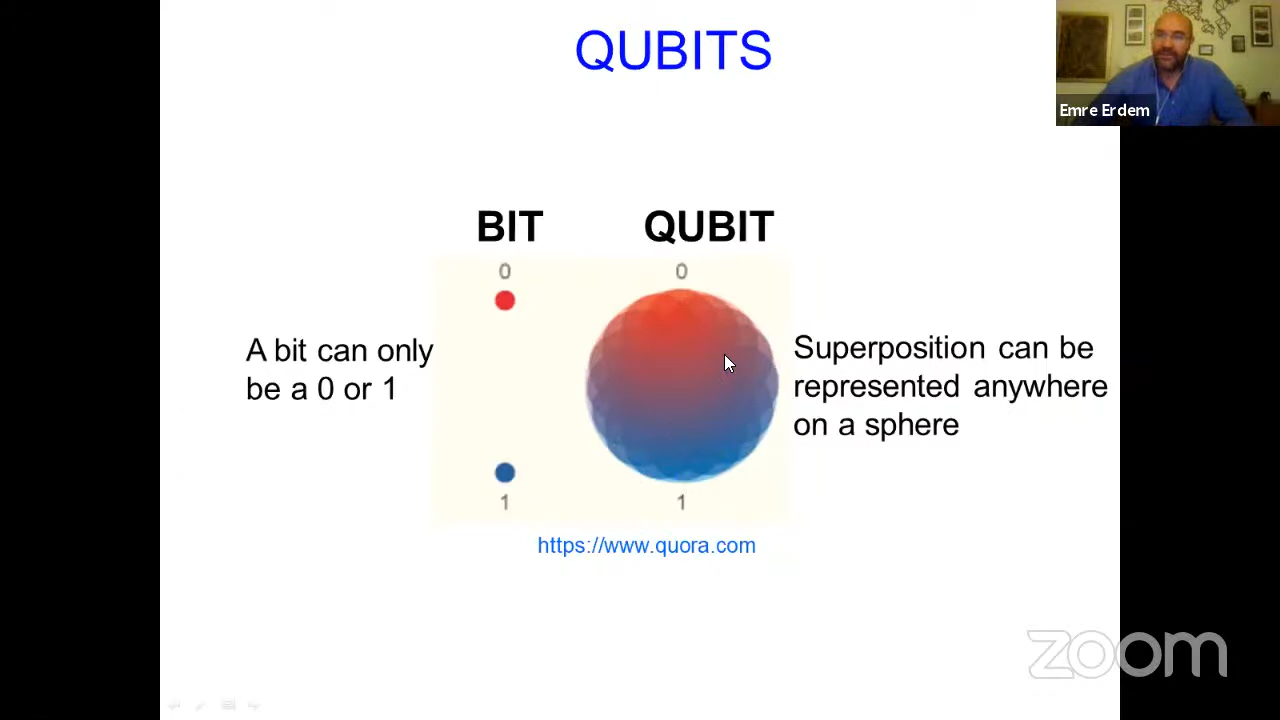 QUBITS
Emre Erdem
BIT
QUBIT
0
0
A bit can only
be a 0 or 1
Superposition can be
represented anywhere
on a sphere
1
1
https://www.quora.com
zoom